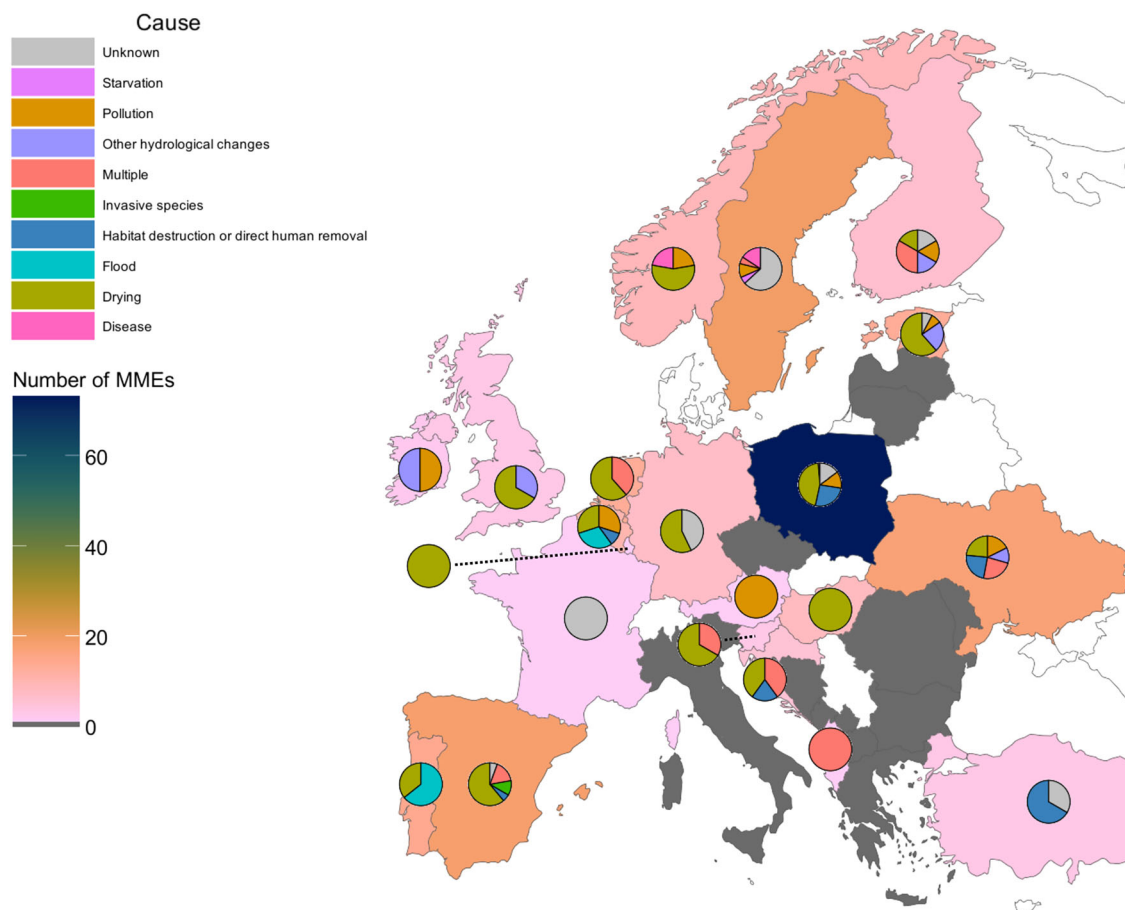 Cause
Unknown
Starvation
Pollution
Other hydrological changes
Multiple
Invasive species
Habitat destruction or direct human removal
Flood
Drying
Disease
Number of MMEs
60
40
20
0